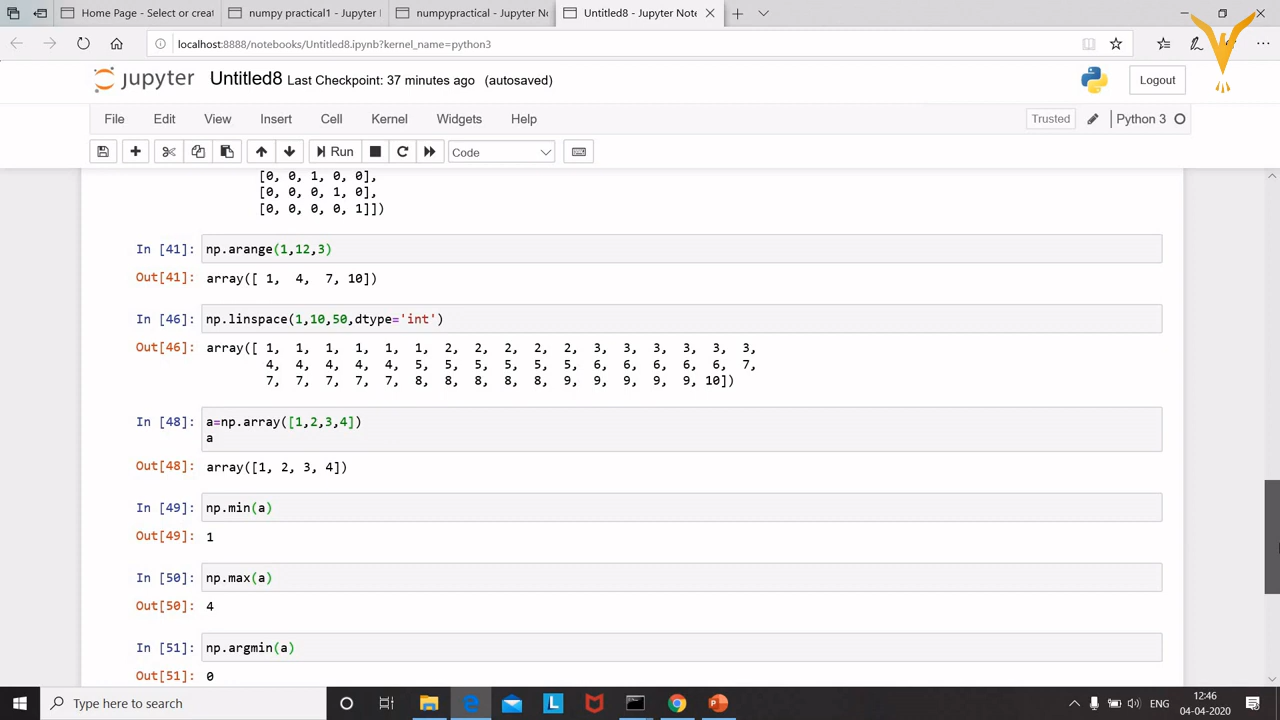 Home Page - Select or creat
numpy practical1 - Jupyter I
numpypractical - Jupyter No
Untitled8 - Jupyter Note
localhost:8888/notebooks/Untitled8.ipynb?kernel_name=python3
jupyter Untitled8 Last Checkpoint: 37 minutes ago (autosaved)
Logout
File Edit View Insert Cell Kernel Widgets Help
Trusted
Python 3
Run
Code
[0, 0, 1, 0, 0],
[0, 0, 0, 1, 0],
[0, 0, 0, 0, 1]])
In [41]: np.arange(1,12,3)
Out[41]: array([ 1, 4, 7, 10])
In [46]: np.linspace(1,10,50,dtype='int')
Out[46]: array([ 1, 1, 1, 1, 1, 1, 2, 2, 2, 2, 2, 3, 3, 3, 3, 3, 3,
4, 4, 4, 4, 4, 5, 5, 5, 5, 5, 6, 6, 6, 6, 6, 7,
7, 7, 7, 7, 7, 8, 8, 8, 8, 8, 9, 9, 9, 9, 9, 10])
In [48]: a=np.array([1,2,3,4])
a
Out[48]: array([1, 2, 3, 4])
In [49]: np.min(a)
Out[49]: 1
In [50]: np.max(a)
Out[50]: 4
In [51]: np.argmin(a)
Out[51]: 0
Type here to search
ENG
12:46
04-04-2020